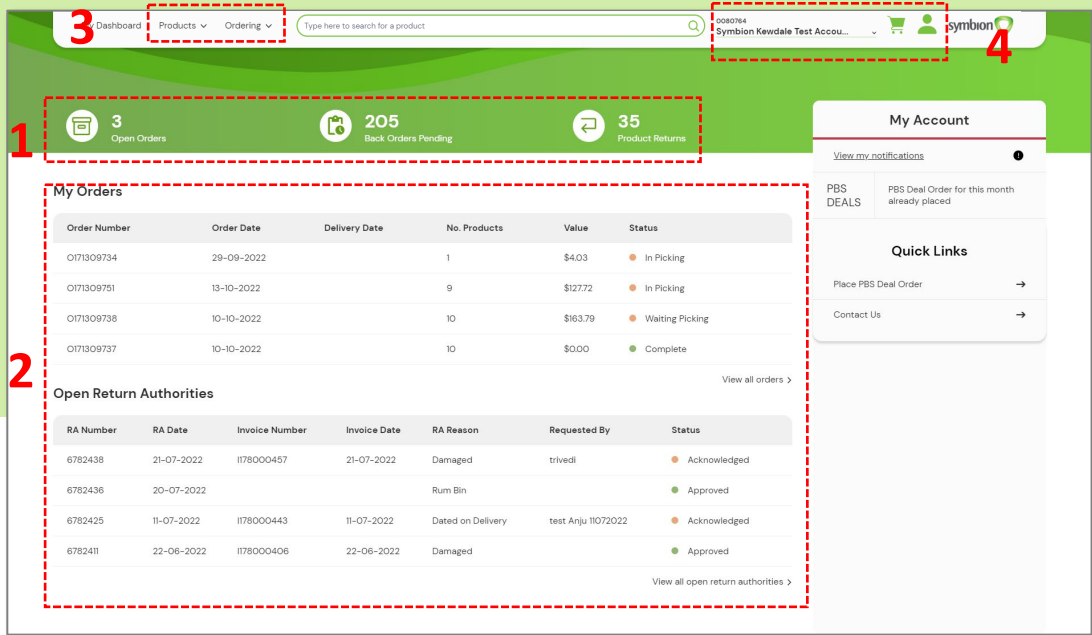 3
y Dashboard Products Ordering Type here to search for a product
0080764
Symbion Kewdale Test Accou...
symbion
4
1
3
Open Orders
205
Back Orders Pending
35
Product Returns
My Account
View my notifications
PBS DEALS
PBS Deal Order for this month
already placed
Quick Links
Place PBS Deal Order →
Contact Us →
2
My Orders
Order Number Order Date Delivery Date No. Products Value Status
O171309734 29-09-2022 1 $4.03 In Picking
O171309751 13-10-2022 9 $127.72 In Picking
O171309738 10-10-2022 10 $163.79 Waiting Picking
O171309737 10-10-2022 10 $0.00 Complete
View all orders >
Open Return Authorities
RA Number RA Date Invoice Number Invoice Date RA Reason Requested By Status
6782438 21-07-2022 I178000457 21-07-2022 Damaged trivedi Acknowledged
6782436 20-07-2022 Rum Bin Approved
6782425 11-07-2022 I178000443 11-07-2022 Dated on Delivery test Anju 11072022 Acknowledged
6782411 22-06-2022 I178000406 22-06-2022 Damaged Approved
View all open return authorities >